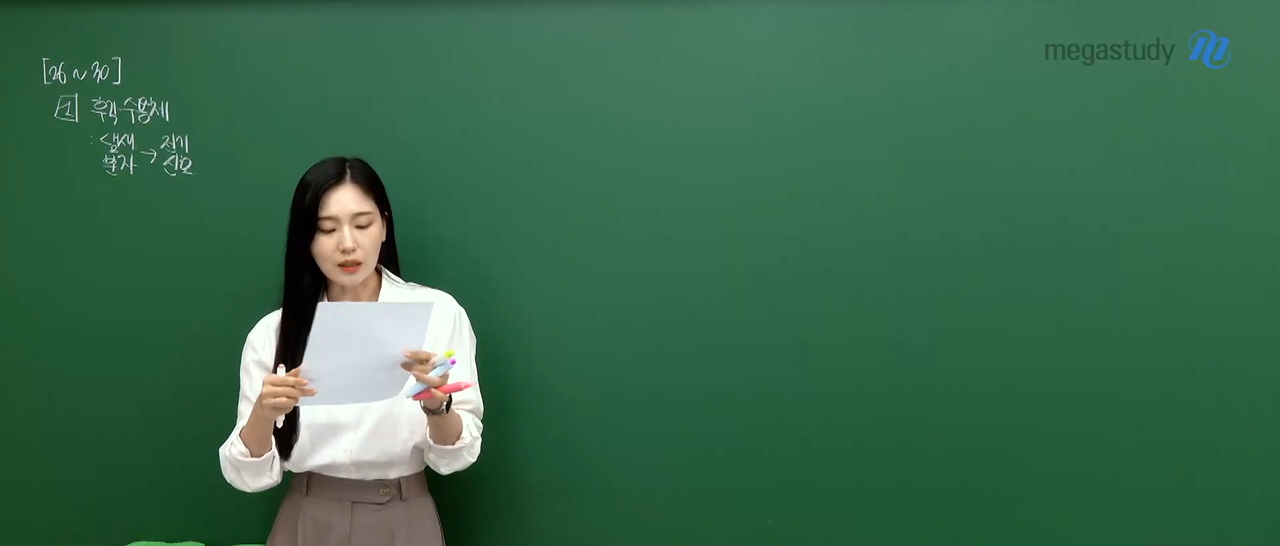 megastudy
[26 ~ 30]
1 후각 수용체
: 냄새 분자 → 전기 신호